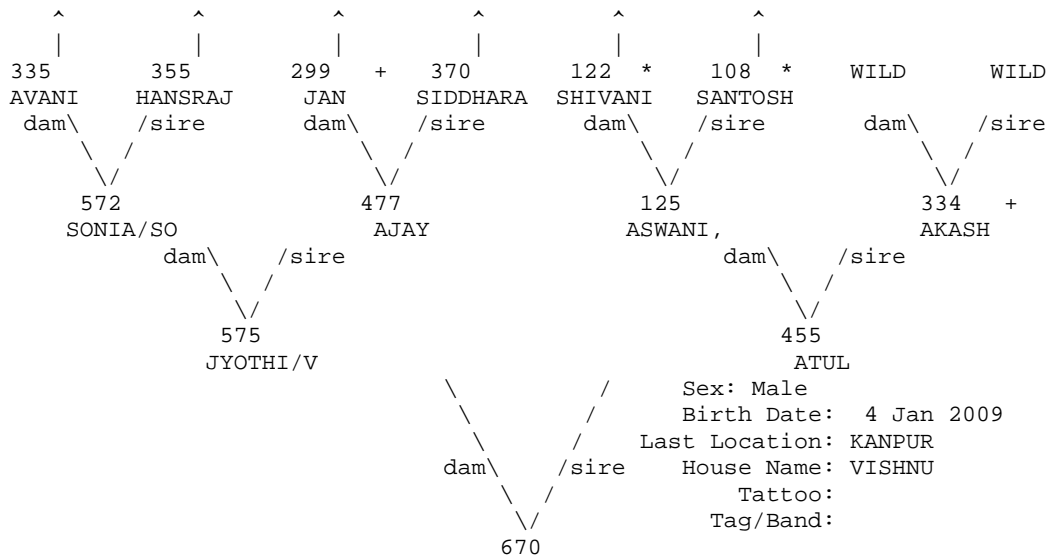 ^ ^ ^ ^ ^ ^
| | | | | |
335 355 299 + 370 122 * 108 * WILD WILD
AVANI HANSRAJ JAN SIDDHARA SHIVANI SANTOSH
dam\ /sire dam\ /sire dam\ /sire dam\ /sire
\ / \ / \ / \ /
\/ \/ \/ \/
572 477 125 334 +
SONIA/SO AJAY ASWANI, AKASH
dam\ /sire dam\ /sire
\ / \ /
\/ \/
575 455
JYOTHI/V ATUL
\ / Sex: Male
\ / Birth Date: 4 Jan 2009
\ / Last Location: KANPUR
dam\ /sire House Name: VISHNU
\ / Tattoo:
\/ Tag/Band:
670